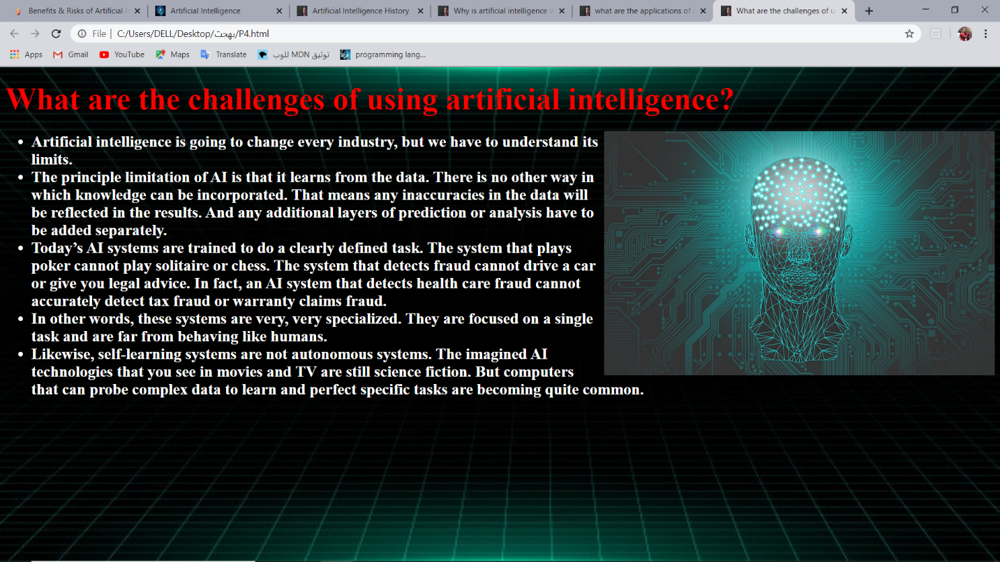 Benefits & Risks of Artificial
Artificial Intelligence
Artificial Intelligence History
Why is artificial intelligence
what are the applications of
What are the challenges of u
File
C:/Users/DELL/Desktop/بهجت/P4.html
Apps
Gmail
YouTube
Maps
Translate
توثيق MDN للوب
programming lang...
What are the challenges of using artificial intelligence?
• Artificial intelligence is going to change every industry, but we have to understand its
limits.
• The principle limitation of AI is that it learns from the data. There is no other way in
which knowledge can be incorporated. That means any inaccuracies in the data will
be reflected in the results. And any additional layers of prediction or analysis have to
be added separately.
• Today’s AI systems are trained to do a clearly defined task. The system that plays
poker cannot play solitaire or chess. The system that detects fraud cannot drive a car
or give you legal advice. In fact, an AI system that detects health care fraud cannot
accurately detect tax fraud or warranty claims fraud.
• In other words, these systems are very, very specialized. They are focused on a single
task and are far from behaving like humans.
• Likewise, self-learning systems are not autonomous systems. The imagined AI
technologies that you see in movies and TV are still science fiction. But computers
that can probe complex data to learn and perfect specific tasks are becoming quite common.